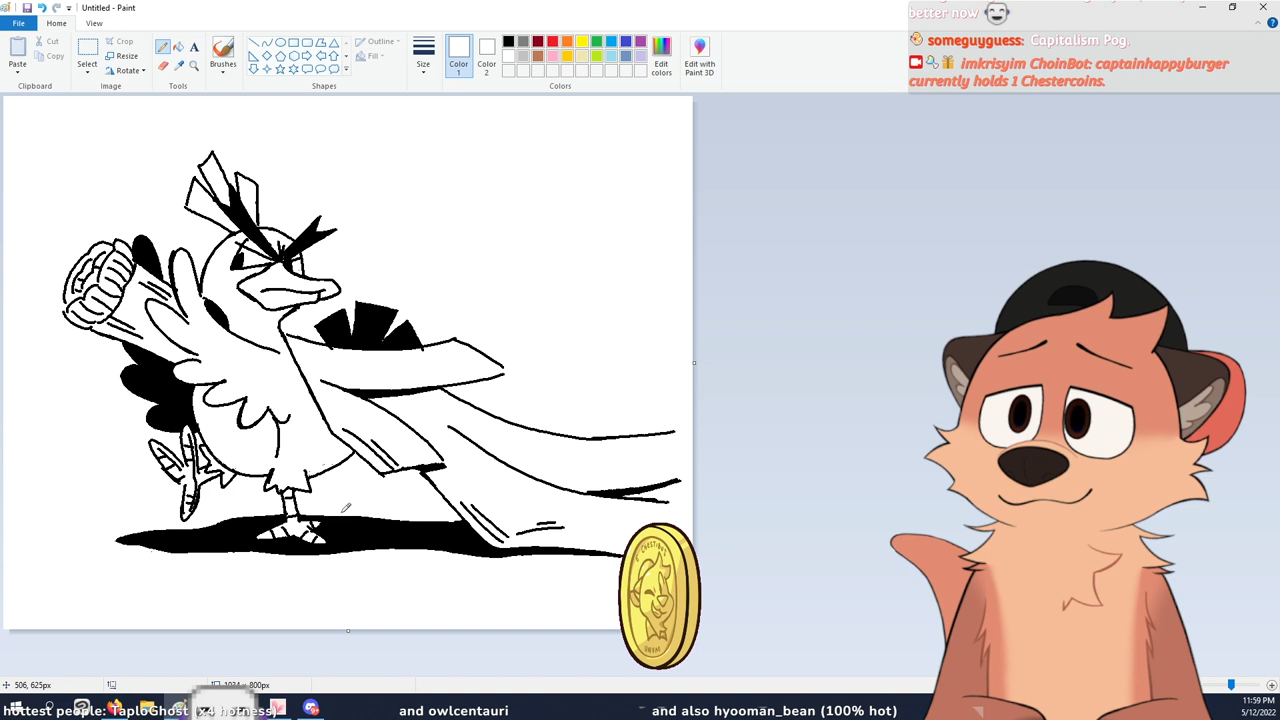 Untitled - Paint
File Home View
Paste
Cut
Copy
Clipboard
Select
Crop
Resize
Rotate
Image
Tools
Brushes
Outline
Fill
Shapes
Size
Color 1
Color 2
Edit colors
Colors
Edit with Paint 3D
better now
someguyguess: Capitalism Pog.
imkrisyim ChoinBot: captainhappyburger
currently holds 1 Chestercoins.
506, 625px
11:59 PM
5/12/2022
hottest people: TaploGhost (x4 hotness) and owlcentauri and also hyooman_bean (100% hot)